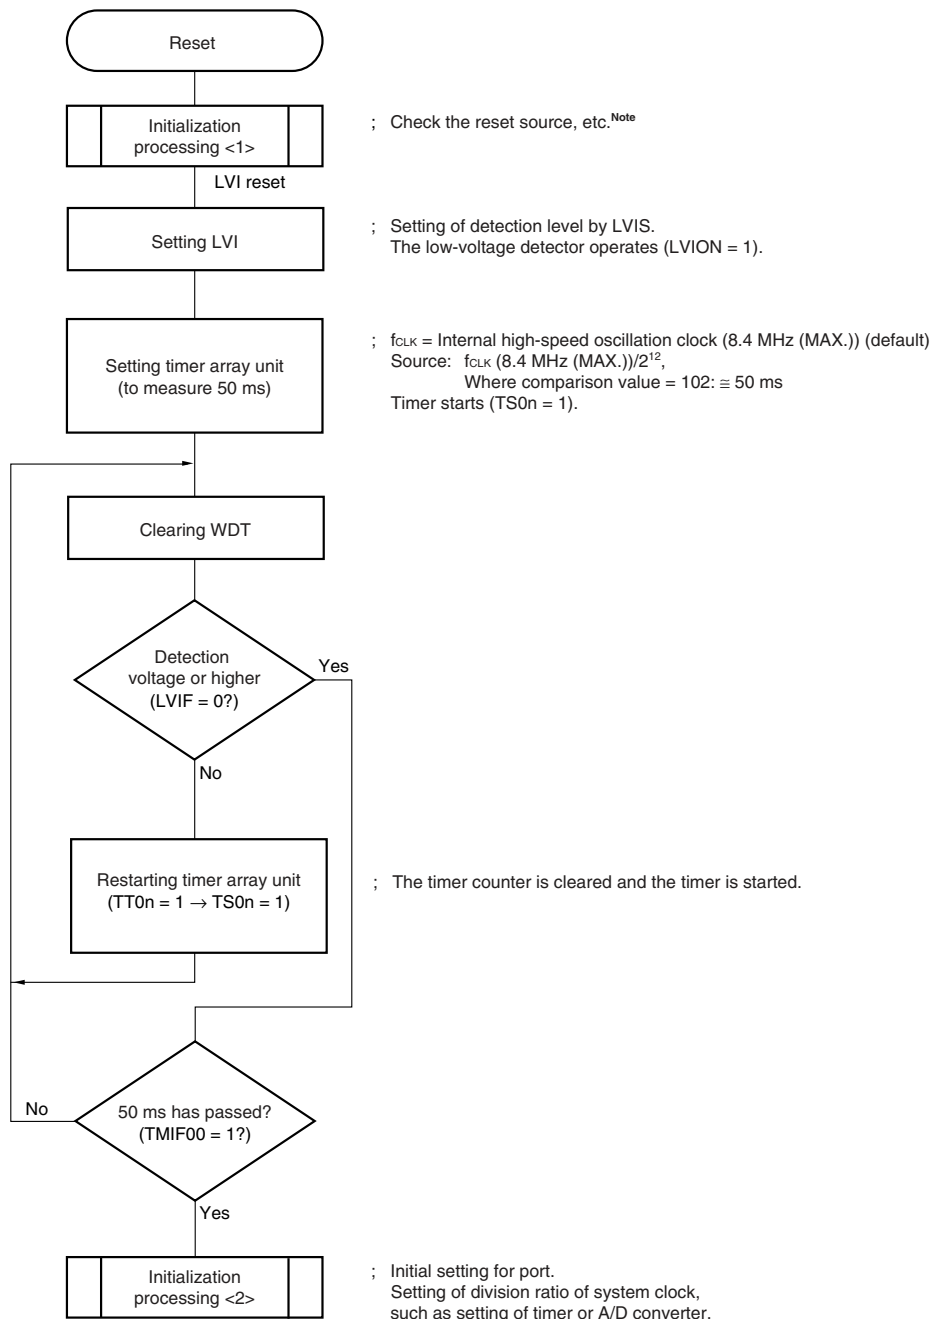 Reset
Initialization
processing <1>
; Check the reset source, etc.Note
LVI reset
Setting LVI
; Setting of detection level by LVIS.
The low-voltage detector operates (LVION = 1).
Setting timer array unit
(to measure 50 ms)
; fCLK = Internal high-speed oscillation clock (8.4 MHz (MAX.)) (default)
Source: fCLK (8.4 MHz (MAX.))/2¹²,
Where comparison value = 102: ≅ 50 ms
Timer starts (TS0n = 1).
Clearing WDT
Detection
voltage or higher
(LVIF = 0?)
Yes
No
Restarting timer array unit
(TT0n = 1 → TS0n = 1)
; The timer counter is cleared and the timer is started.
No
50 ms has passed?
(TMIF00 = 1?)
Yes
Initialization
processing <2>
; Initial setting for port.
Setting of division ratio of system clock,
such as setting of timer or A/D converter.